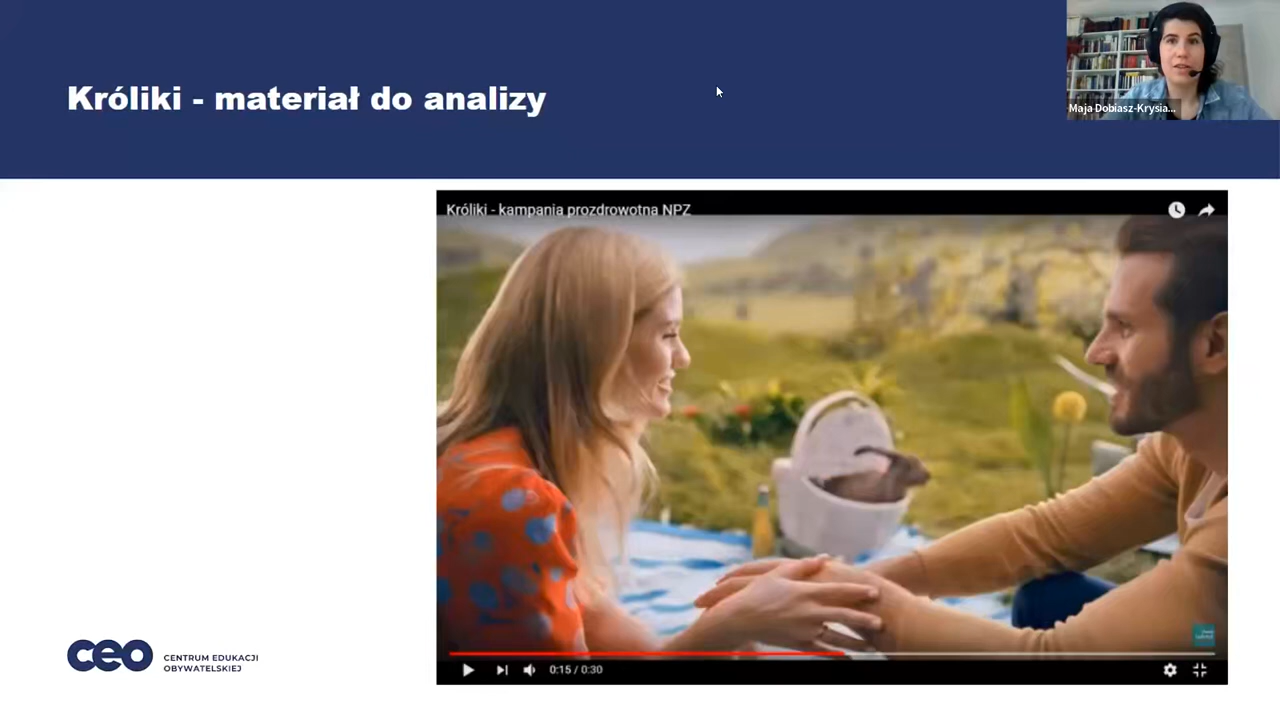 Króliki - materiał do analizy
Maja Dobiasz-Krysia...
Króliki - kampania prozdrowotna NPZ
0:15 / 0:30
ceo
CENTRUM EDUKACJI
OBYWATELSKIEJ